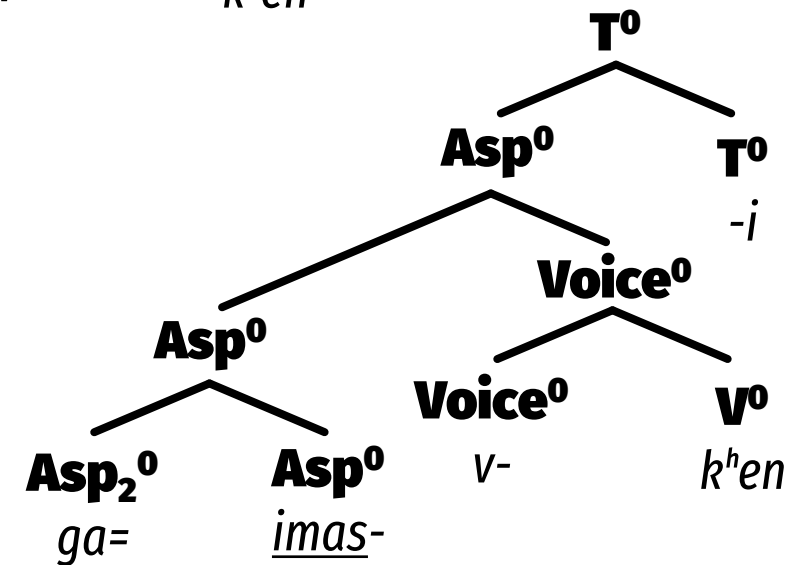 T⁰
Asp⁰ T⁰
-i
Voice⁰
Asp⁰
Voice⁰ V⁰
Asp₂⁰ Asp⁰
v- kʰen
ga= imas-